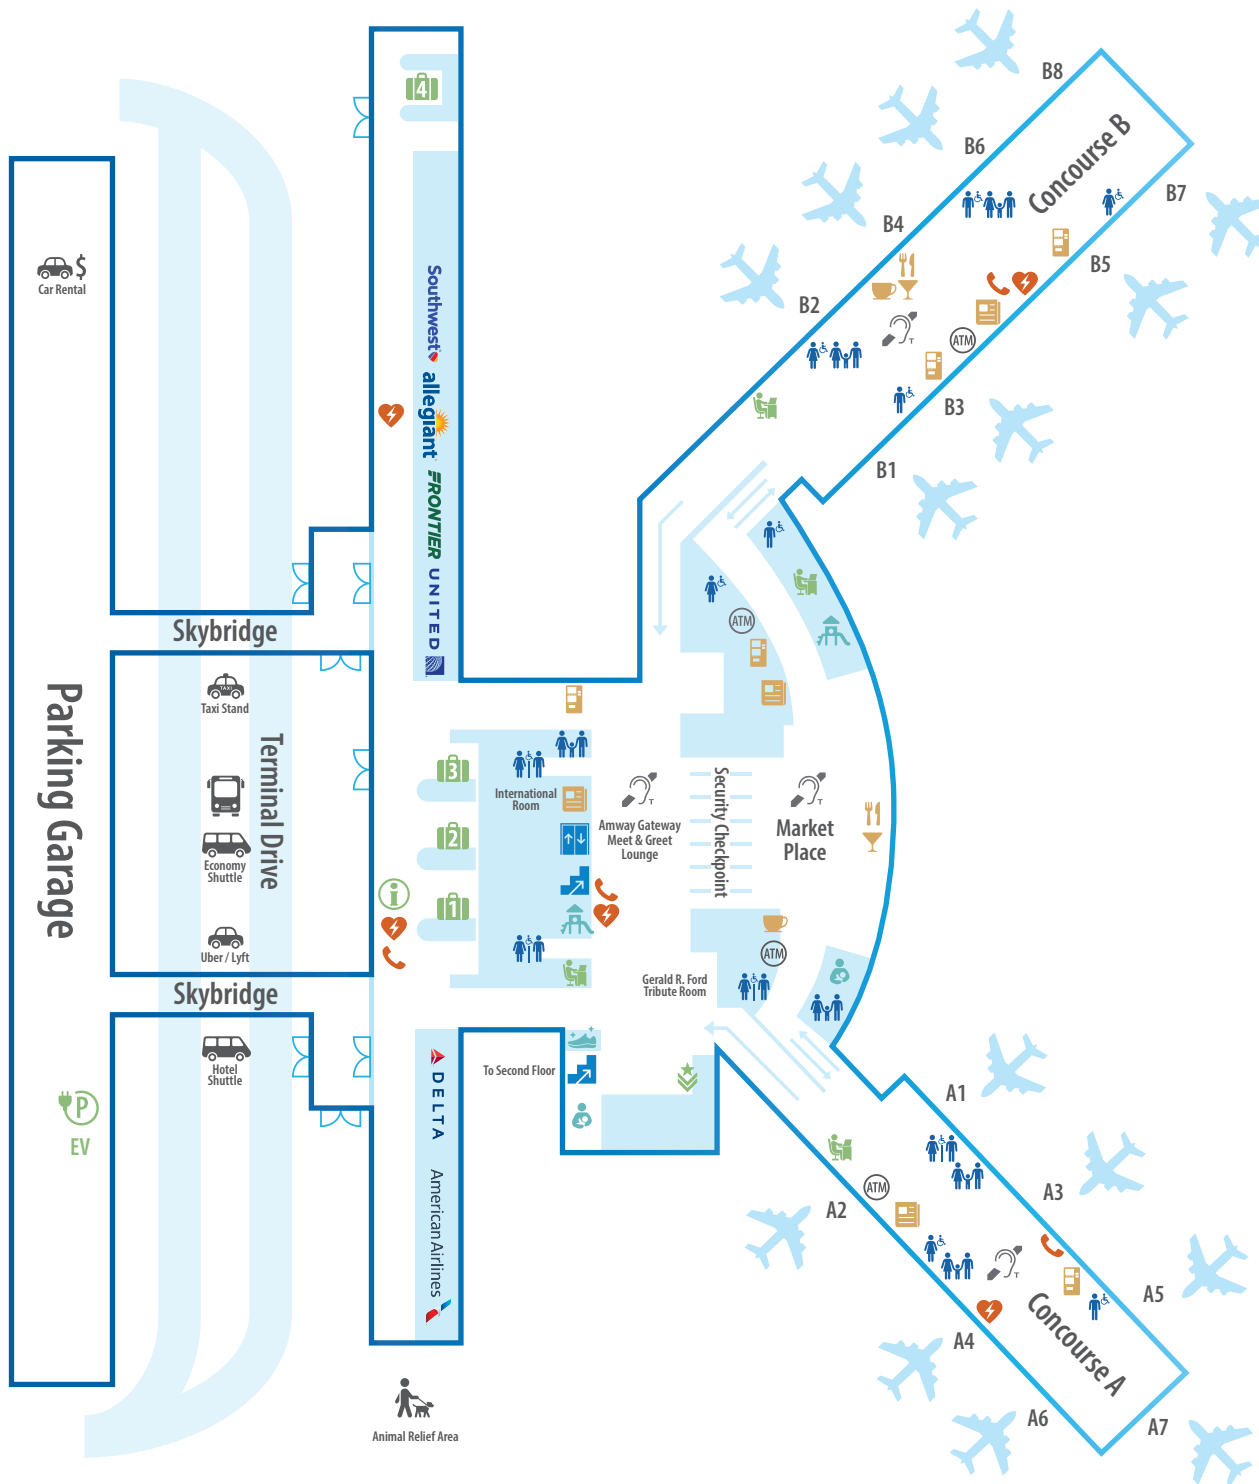 B8
Concourse B
B6
B7
B4
B5
B2
B3
B1
4
$
Car Rental
Southwest
allegiant
FRONTIER
UNITED
Skybridge
Parking Garage
TAXI
Taxi Stand
Terminal Drive
Economy
Shuttle
Uber / Lyft
Skybridge
Hotel
Shuttle
P
EV
3
2
1
i
International
Room
T
Amway Gateway
Meet & Greet
Lounge
Security Checkpoint
T
Market
Place
ATM
ATM
T
ATM
Gerald R. Ford
Tribute Room
To Second Floor
DELTA
American Airlines
Animal Relief Area
A1
A3
A2
ATM
T
A5
A4
Concourse A
A6
A7